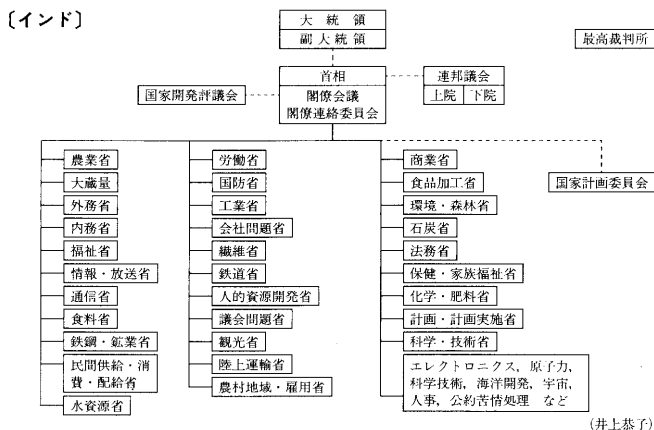 〔インド〕
大統領
副大統領
最高裁判所
首相
閣僚会議
閣僚連絡委員会
連邦議会
上院 下院
国家開発評議会
国家計画委員会
農業省
大蔵量
外務省
内務省
福祉省
情報・放送省
通信省
食料省
鉄鋼・鉱業省
民間供給・消
費・配給省
水資源省
労働省
国防省
工業省
会社問題省
繊維省
鉄道省
人的資源開発省
議会問題省
観光省
陸上運輸省
農村地域・雇用省
商業省
食品加工省
環境・森林省
石炭省
法務省
保健・家族福祉省
化学・肥料省
計画・計画実施省
科学・技術省
エレクトロニクス，原子力，
科学技術，海洋開発，宇宙，
人事，公約苦情処理 など
(井上恭子)